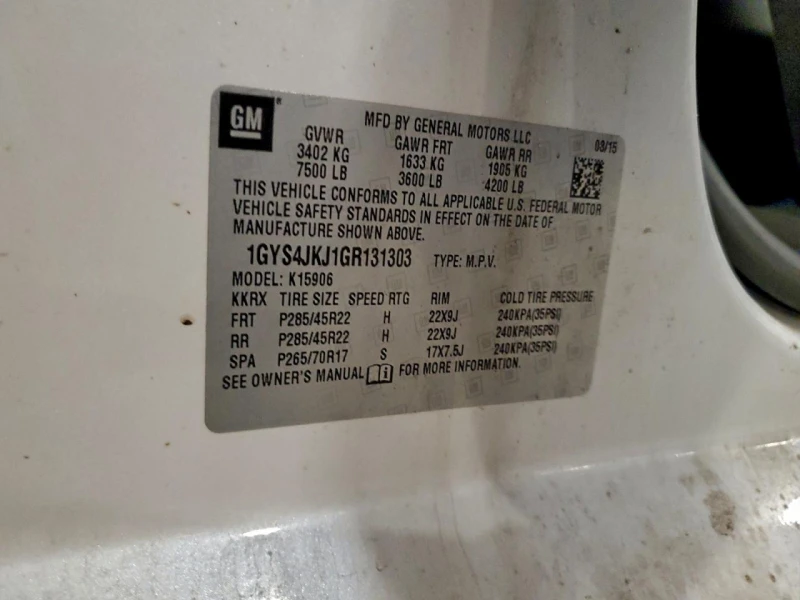 GM
MFD BY GENERAL MOTORS LLC
03/15
GVWR GAWR FRT GAWR RR
3402 KG 1633 KG 1905 KG
7500 LB 3600 LB 4200 LB
THIS VEHICLE CONFORMS TO ALL APPLICABLE U.S. FEDERAL MOTOR
VEHICLE SAFETY STANDARDS IN EFFECT ON THE DATE OF
MANUFACTURE SHOWN ABOVE.
1GYS4JKJ1GR131303 TYPE: M.P.V.
MODEL: K15906
KKRX TIRE SIZE SPEED RTG RIM COLD TIRE PRESSURE
FRT P285/45R22 H 22X9J 240KPA(35PSI)
RR P285/45R22 H 22X9J 240KPA(35PSI)
SPA P265/70R17 S 17X7.5J 240KPA(35PSI)
SEE OWNER'S MANUAL FOR MORE INFORMATION.